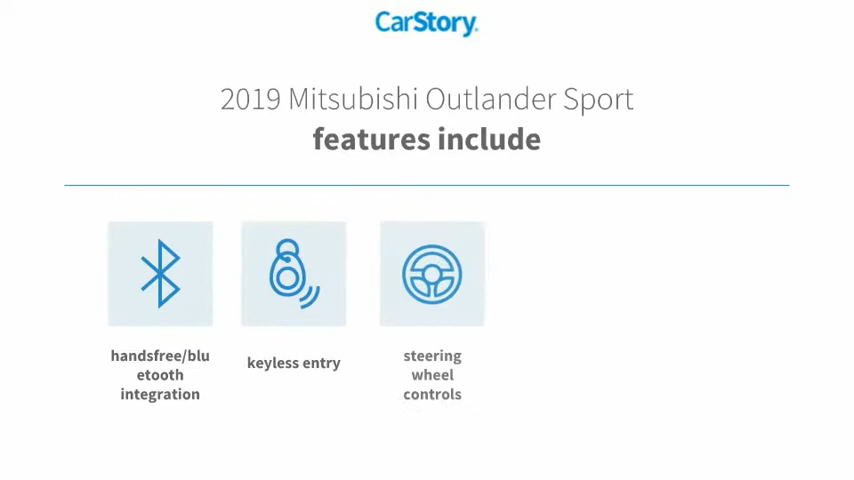 CarStory.
2019 Mitsubishi Outlander Sport
features include
handsfree/blu
etooth
integration
keyless entry
steering
wheel
controls